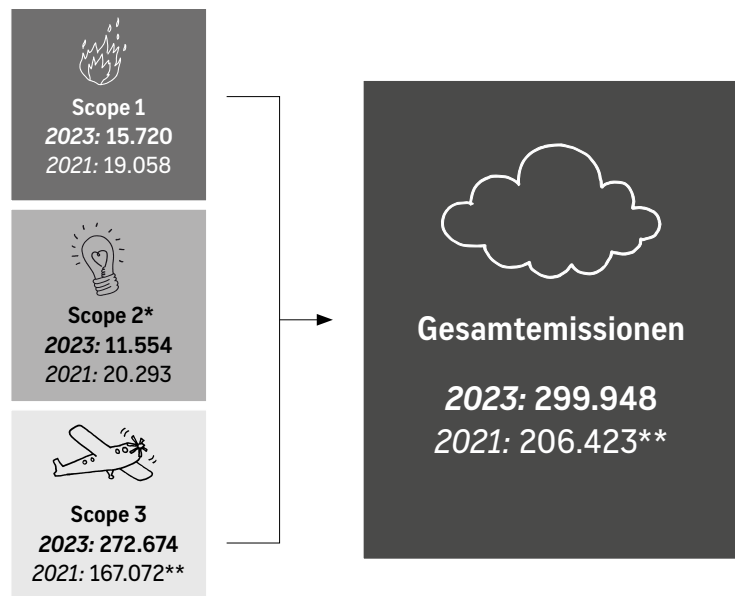 Scope 1
2023: 15.720
2021: 19.058
Scope 2*
2023: 11.554
2021: 20.293
Scope 3
2023: 272.674
2021: 167.072**
Gesamtemissionen
2023: 299.948
2021: 206.423**